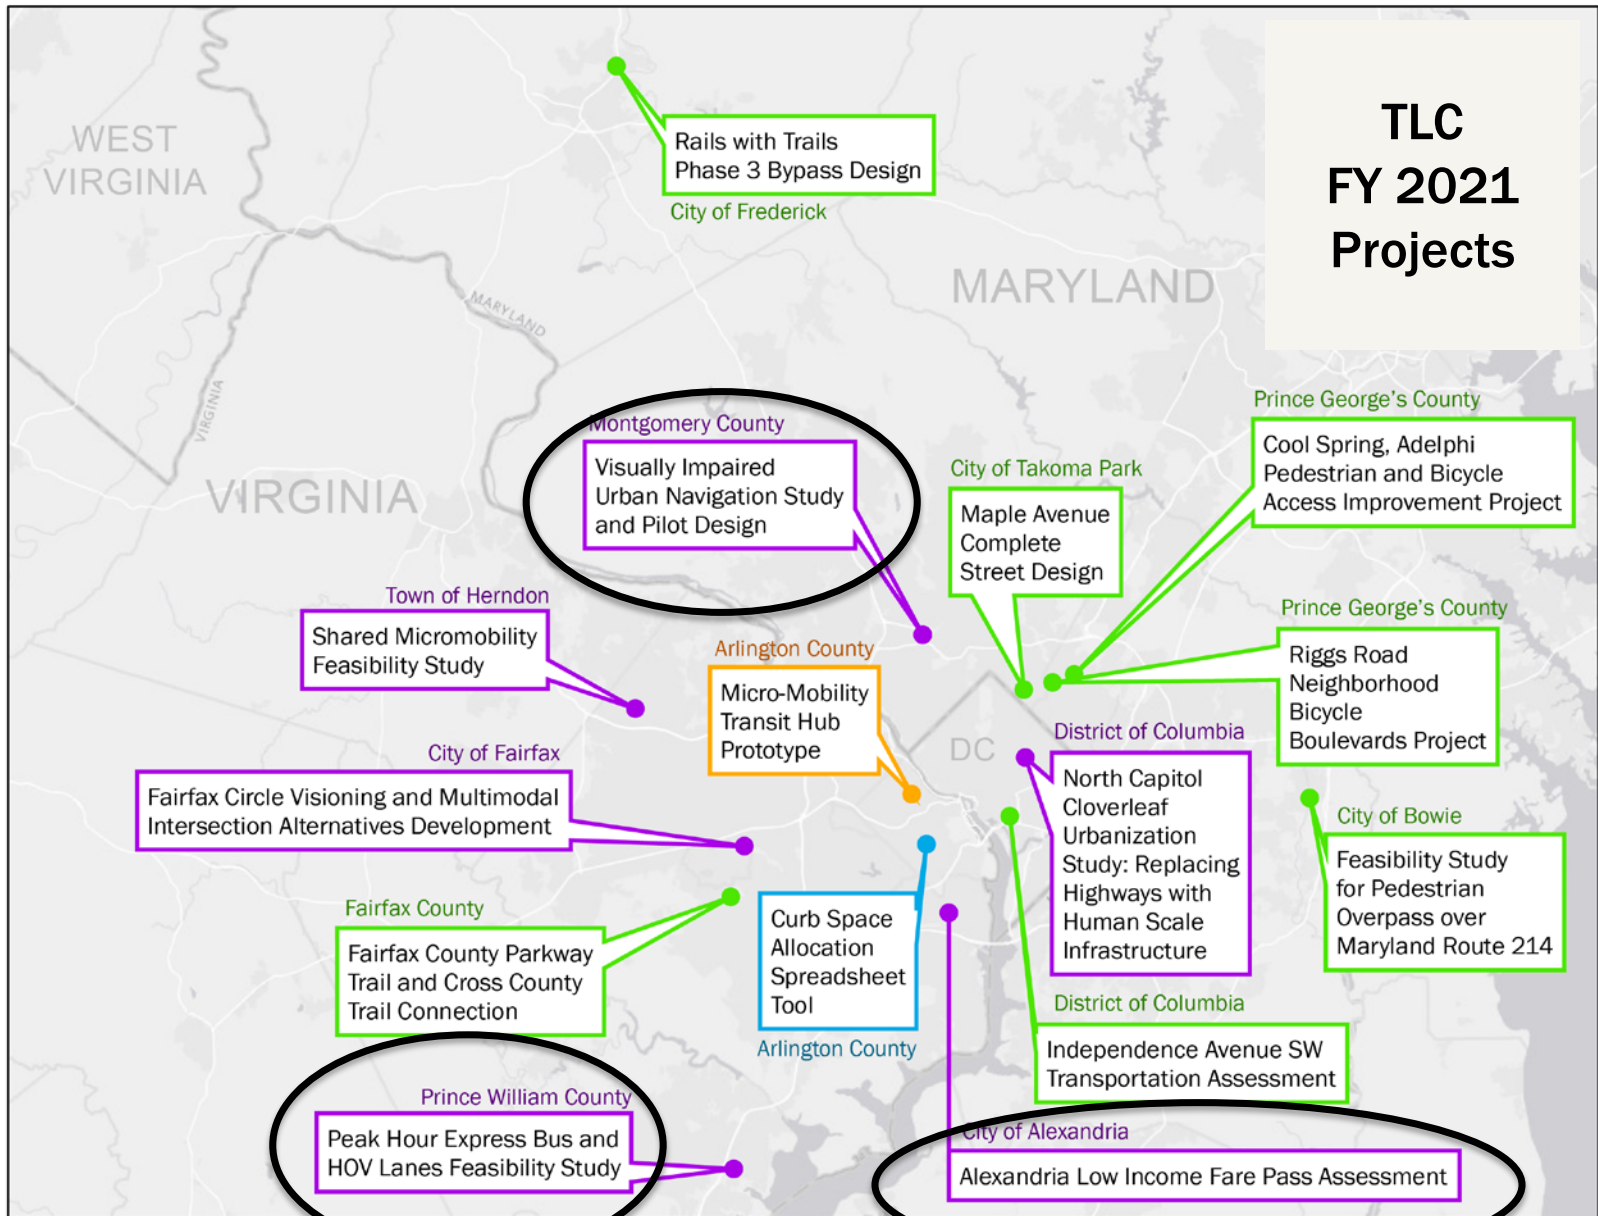 TLC
FY 2021
Projects
WEST
VIRGINIA
Rails with Trails
Phase 3 Bypass Design
City of Frederick
MARYLAND
MARYLAND
VIRGINIA
VIRGINIA
Montgomery County
Visually Impaired
Urban Navigation Study
and Pilot Design
City of Takoma Park
Maple Avenue
Complete
Street Design
Prince George's County
Cool Spring, Adelphi
Pedestrian and Bicycle
Access Improvement Project
Prince George's County
Riggs Road
Neighborhood
Bicycle
Boulevards Project
Town of Herndon
Shared Micromobility
Feasibility Study
Arlington County
Micro-Mobility
Transit Hub
Prototype
DC
District of Columbia
North Capitol
Cloverleaf
Urbanization
Study: Replacing
Highways with
Human Scale
Infrastructure
City of Fairfax
Fairfax Circle Visioning and Multimodal
Intersection Alternatives Development
City of Bowie
Feasibility Study
for Pedestrian
Overpass over
Maryland Route 214
Fairfax County
Fairfax County Parkway
Trail and Cross County
Trail Connection
Curb Space
Allocation
Spreadsheet
Tool
Arlington County
District of Columbia
Independence Avenue SW
Transportation Assessment
Prince William County
Peak Hour Express Bus and
HOV Lanes Feasibility Study
City of Alexandria
Alexandria Low Income Fare Pass Assessment